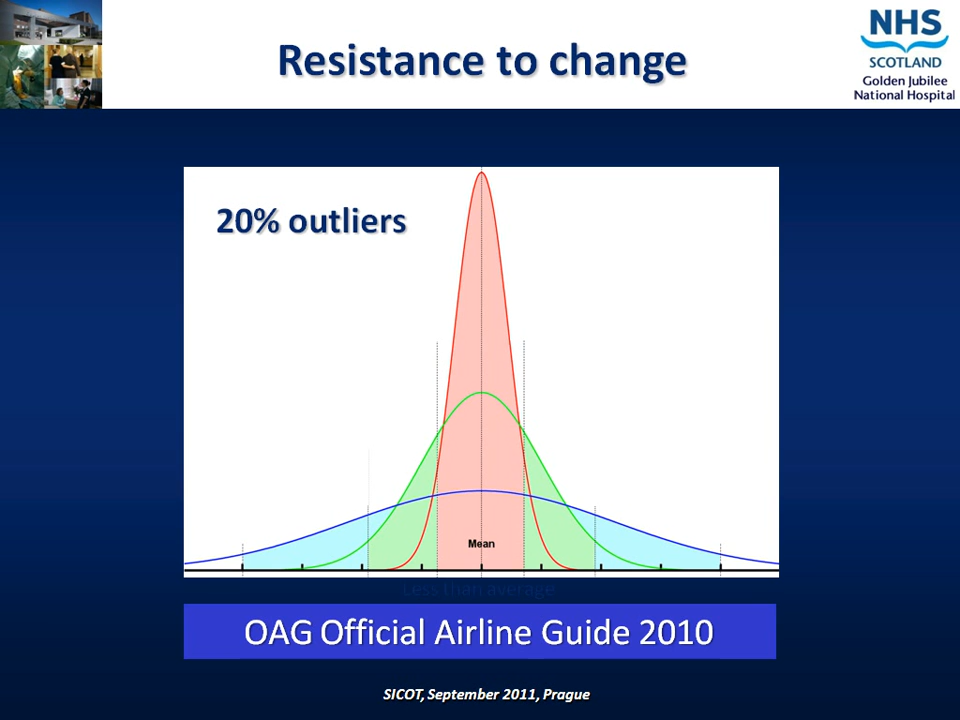 Resistance to change
NHS
SCOTLAND
Golden Jubilee
National Hospital
20% outliers
Mean
Less than average
OAG Official Airline Guide 2010
SICOT, September 2011, Prague